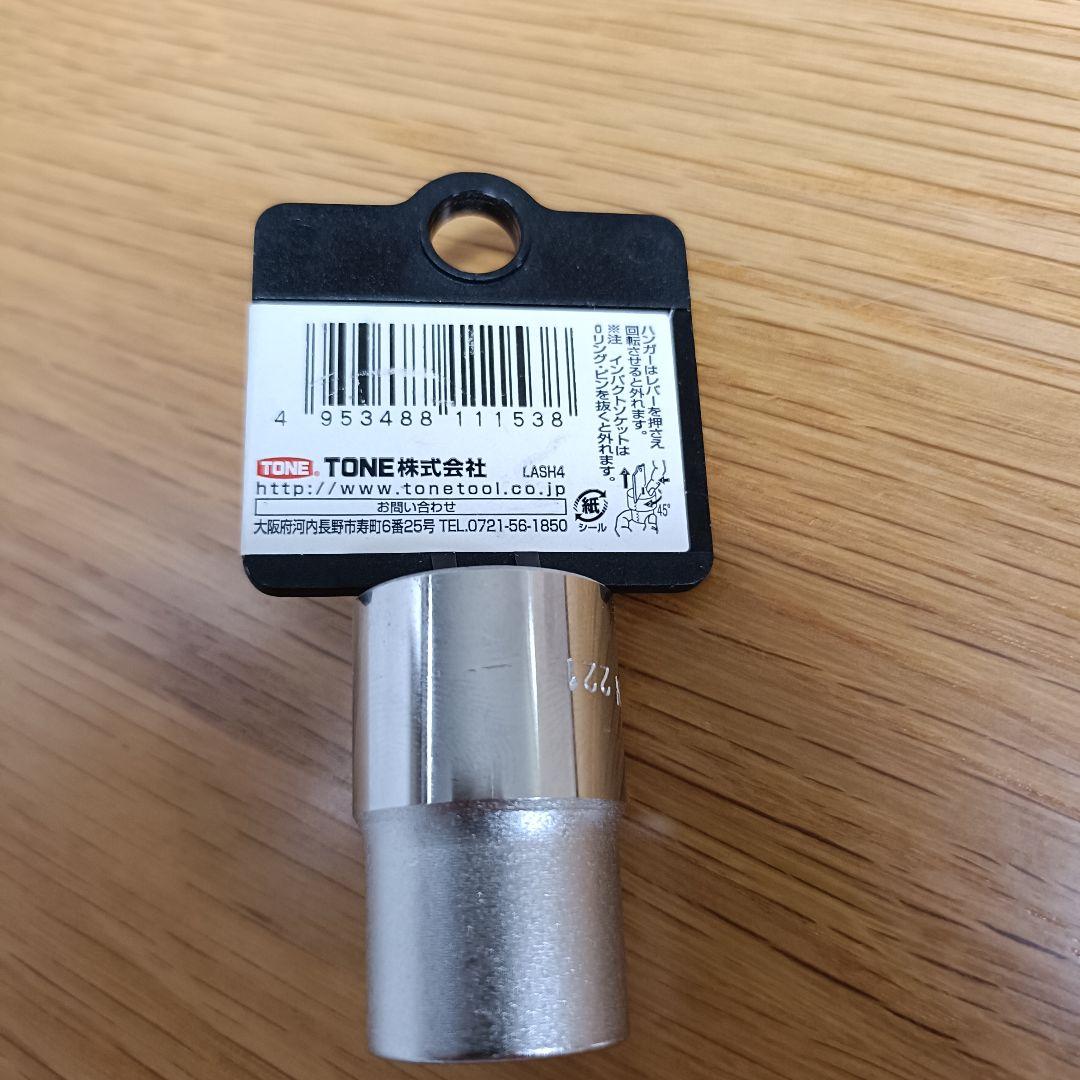 4 953488 111538
TONE® TONE株式会社 LASH4
http://www.tonetool.co.jp
お問い合わせ
大阪府河内長野市寿町6番25号 TEL.0721-56-1850
ハンガーはレバーを押さえ
回転させると外れます。
※注 インパクトソケットは
Oリング・ピンを抜くと外れます。
紙
シール
45°